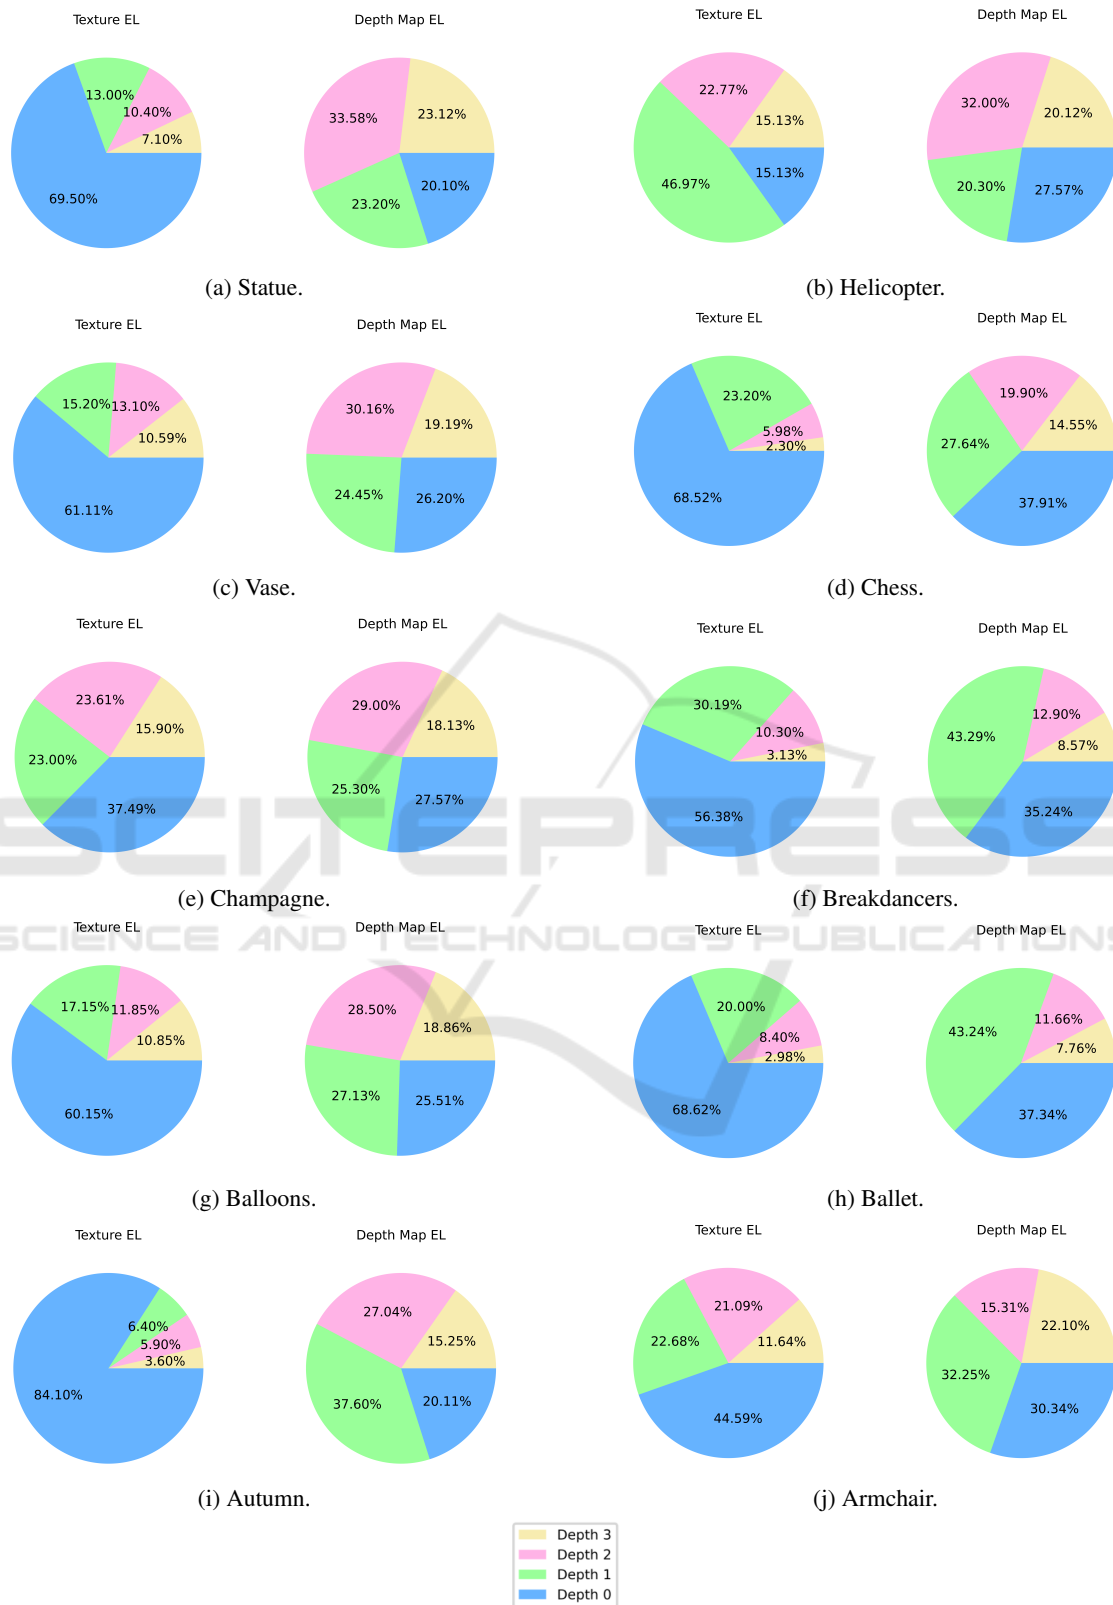 Texture EL
Depth Map EL
Texture EL
Depth Map EL
13.00%
10.40%
7.10%
69.50%
33.58%
23.12%
23.20%
20.10%
22.77%
15.13%
46.97%
15.13%
32.00%
20.12%
20.30%
27.57%
(a) Statue.
(b) Helicopter.
Texture EL
Depth Map EL
Texture EL
Depth Map EL
15.20%
13.10%
10.59%
61.11%
30.16%
19.19%
24.45%
26.20%
23.20%
5.98%
2.30%
68.52%
19.90%
14.55%
27.64%
37.91%
(c) Vase.
(d) Chess.
Texture EL
Depth Map EL
Texture EL
Depth Map EL
23.61%
15.90%
23.00%
37.49%
29.00%
18.13%
25.30%
27.57%
30.19%
10.30%
3.13%
56.38%
12.90%
43.29%
8.57%
35.24%
SCITEPRESS
(e) Champagne.
(f) Breakdancers.
SCIENCE AND TECHNOLOGY PUBLICATIONS
Texture EL
Depth Map EL
Texture EL
Depth Map EL
17.15%
11.85%
10.85%
60.15%
28.50%
18.86%
27.13%
25.51%
20.00%
8.40%
2.98%
68.62%
11.66%
43.24%
7.76%
37.34%
(g) Balloons.
(h) Ballet.
Texture EL
Depth Map EL
Texture EL
Depth Map EL
6.40%
5.90%
3.60%
84.10%
27.04%
15.25%
37.60%
20.11%
21.09%
11.64%
22.68%
44.59%
15.31%
22.10%
32.25%
30.34%
(i) Autumn.
(j) Armchair.
Depth 3
Depth 2
Depth 1
Depth 0